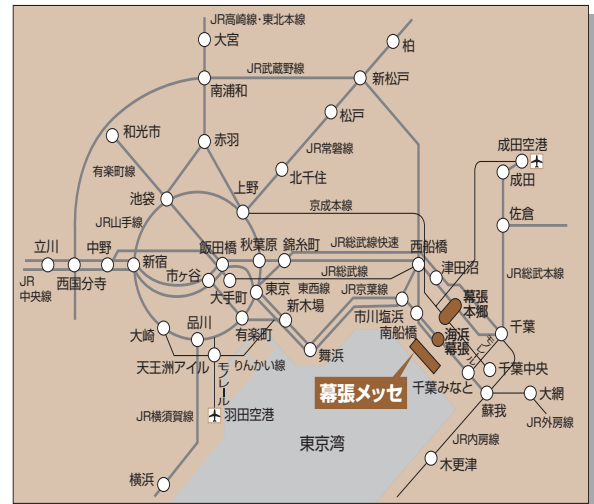 JR高崎線・東北本線
大宮
柏
JR武蔵野線
新松戸
南浦和
松戸
和光市
赤羽
JR常磐線
成田空港
有楽町線
北千住
成田
池袋
上野
京成本線
佐倉
JR山手線
立川
中野
飯田橋
秋葉原
錦糸町
JR総武線快速
西船橋
新宿
市ヶ谷
JR総武線
津田沼
JR総武本線
JR
中央線
西国分寺
大手町
東京
東西線
JR京葉線
幕張
本郷
新木場
市川塩浜
千葉
品川
有楽町
南船橋
海浜
幕張
大崎
舞浜
天王洲アイル
りんかい線
モノレール
千葉中央
千葉みなと
大網
幕張メッセ
蘇我
JR外房線
JR横須賀線
羽田空港
東京湾
JR内房線
木更津
横浜